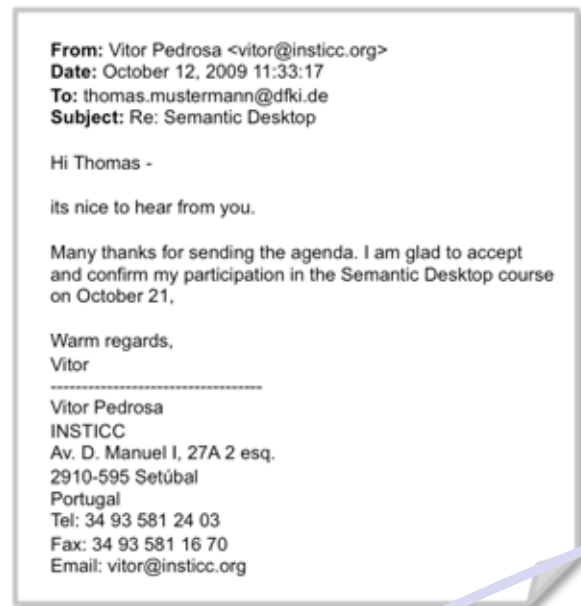 From: Vitor Pedrosa <vitor@insticc.org>
Date: October 12, 2009 11:33:17
To: thomas.mustermann@dfki.de
Subject: Re: Semantic Desktop
Hi Thomas -
its nice to hear from you.
Many thanks for sending the agenda. I am glad to accept
and confirm my participation in the Semantic Desktop course
on October 21,
Warm regards,
Vitor
-----------------------------------
Vitor Pedrosa
INSTICC
Av. D. Manuel I, 27A 2 esq.
2910-595 Setúbal
Portugal
Tel: 34 93 581 24 03
Fax: 34 93 581 16 70
Email: vitor@insticc.org